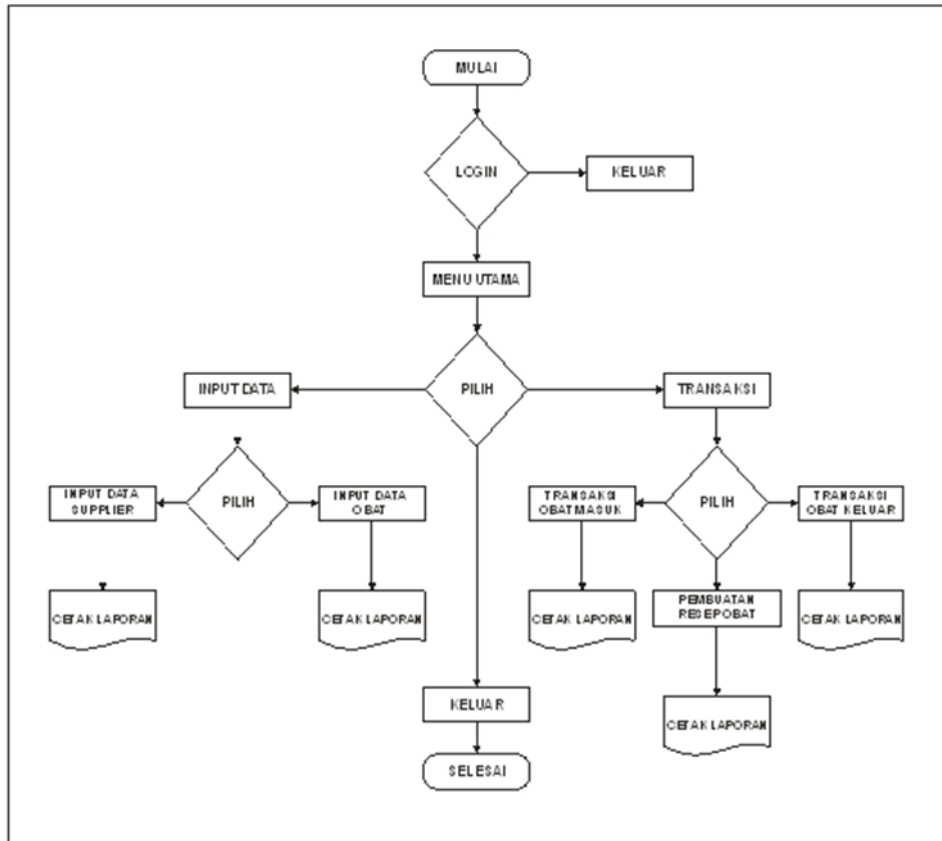 MULAI
LOGIN
KELUAR
MENU UTAMA
INPUT DATA
PILIH
TRANSAKSI
INPUT DATA
SUPPLIER
PILIH
INPUT DATA
OBAT
TRANSAKSI
OBAT MASUK
PILIH
TRANSAKSI
OBAT KELUAR
CETAK LAPORAN
CETAK LAPORAN
CETAK LAPORAN
PEMBUATAN
RESEP OBAT
CETAK LAPORAN
KELUAR
CETAK LAPORAN
SELESAI